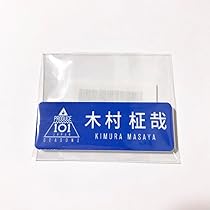 PRODUCE
101
JAPAN
SEASON2
木村 柾哉
KIMURA MASAYA